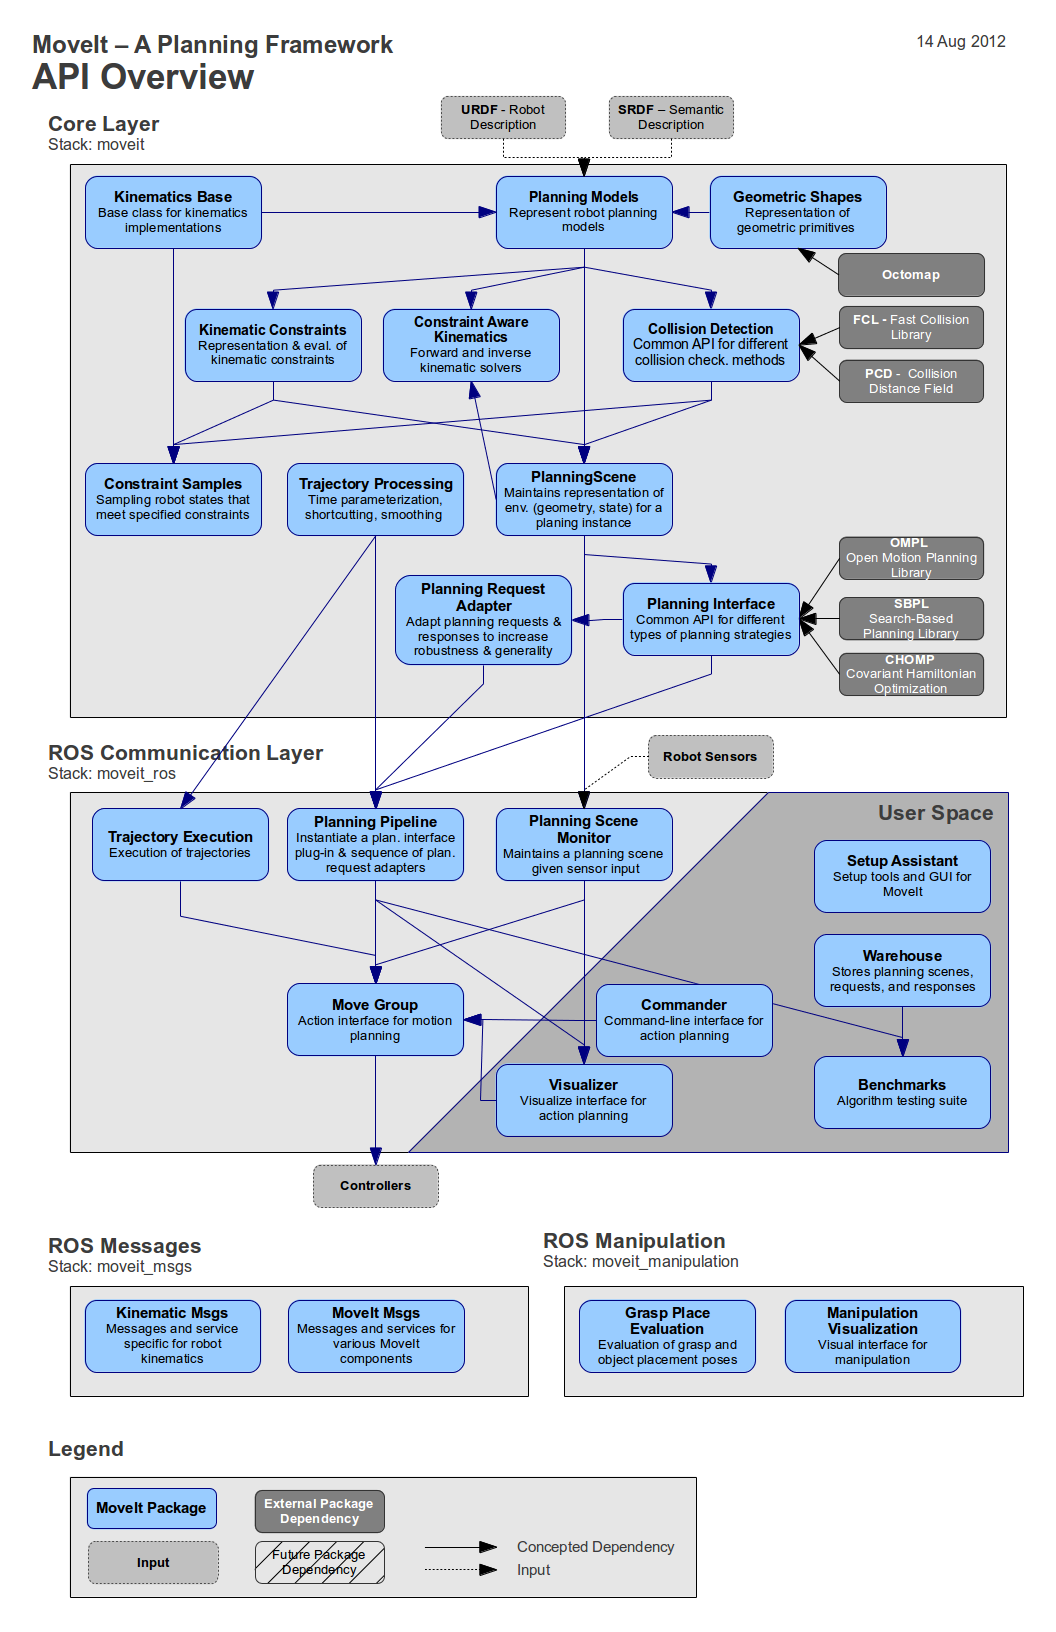 MoveIt – A Planning Framework
14 Aug 2012
API Overview
URDF - Robot
Description
SRDF – Semantic
Description
Core Layer
Stack: moveit
Kinematics Base
Base class for kinematics
implementations
Planning Models
Represent robot planning
models
Geometric Shapes
Representation of
geometric primitives
Octomap
Kinematic Constraints
Representation & eval. of
kinematic constraints
Constraint Aware
Kinematics
Forward and inverse
kinematic solvers
Collision Detection
Common API for different
collision check. methods
FCL - Fast Collision
Library
PCD - Collision
Distance Field
Constraint Samples
Sampling robot states that
meet specified constraints
Trajectory Processing
Time parameterization,
shortcutting, smoothing
PlanningScene
Maintains representation of
env. (geometry, state) for a
planing instance
OMPL
Open Motion Planning
Library
Planning Request
Adapter
Adapt planning requests &
responses to increase
robustness & generality
Planning Interface
Common API for different
types of planning strategies
SBPL
Search-Based
Planning Library
CHOMP
Covariant Hamiltonian
Optimization
ROS Communication Layer
Stack: moveit_ros
Robot Sensors
User Space
Trajectory Execution
Execution of trajectories
Planning Pipeline
Instantiate a plan. interface
plug-in & sequence of plan.
request adapters
Planning Scene
Monitor
Maintains a planning scene
given sensor input
Setup Assistant
Setup tools and GUI for
MoveIt
Warehouse
Stores planning scenes,
requests, and responses
Move Group
Action interface for motion
planning
Commander
Command-line interface for
action planning
Visualizer
Visualize interface for
action planning
Benchmarks
Algorithm testing suite
Controllers
ROS Messages
Stack: moveit_msgs
Kinematic Msgs
Messages and service
specific for robot
kinematics
MoveIt Msgs
Messages and services for
various MoveIt
components
ROS Manipulation
Stack: moveit_manipulation
Grasp Place
Evaluation
Evaluation of grasp and
object placement poses
Manipulation
Visualization
Visual interface for
manipulation
Legend
MoveIt Package
External Package
Dependency
Input
Future Package
Dependency
Concepted Dependency
Input